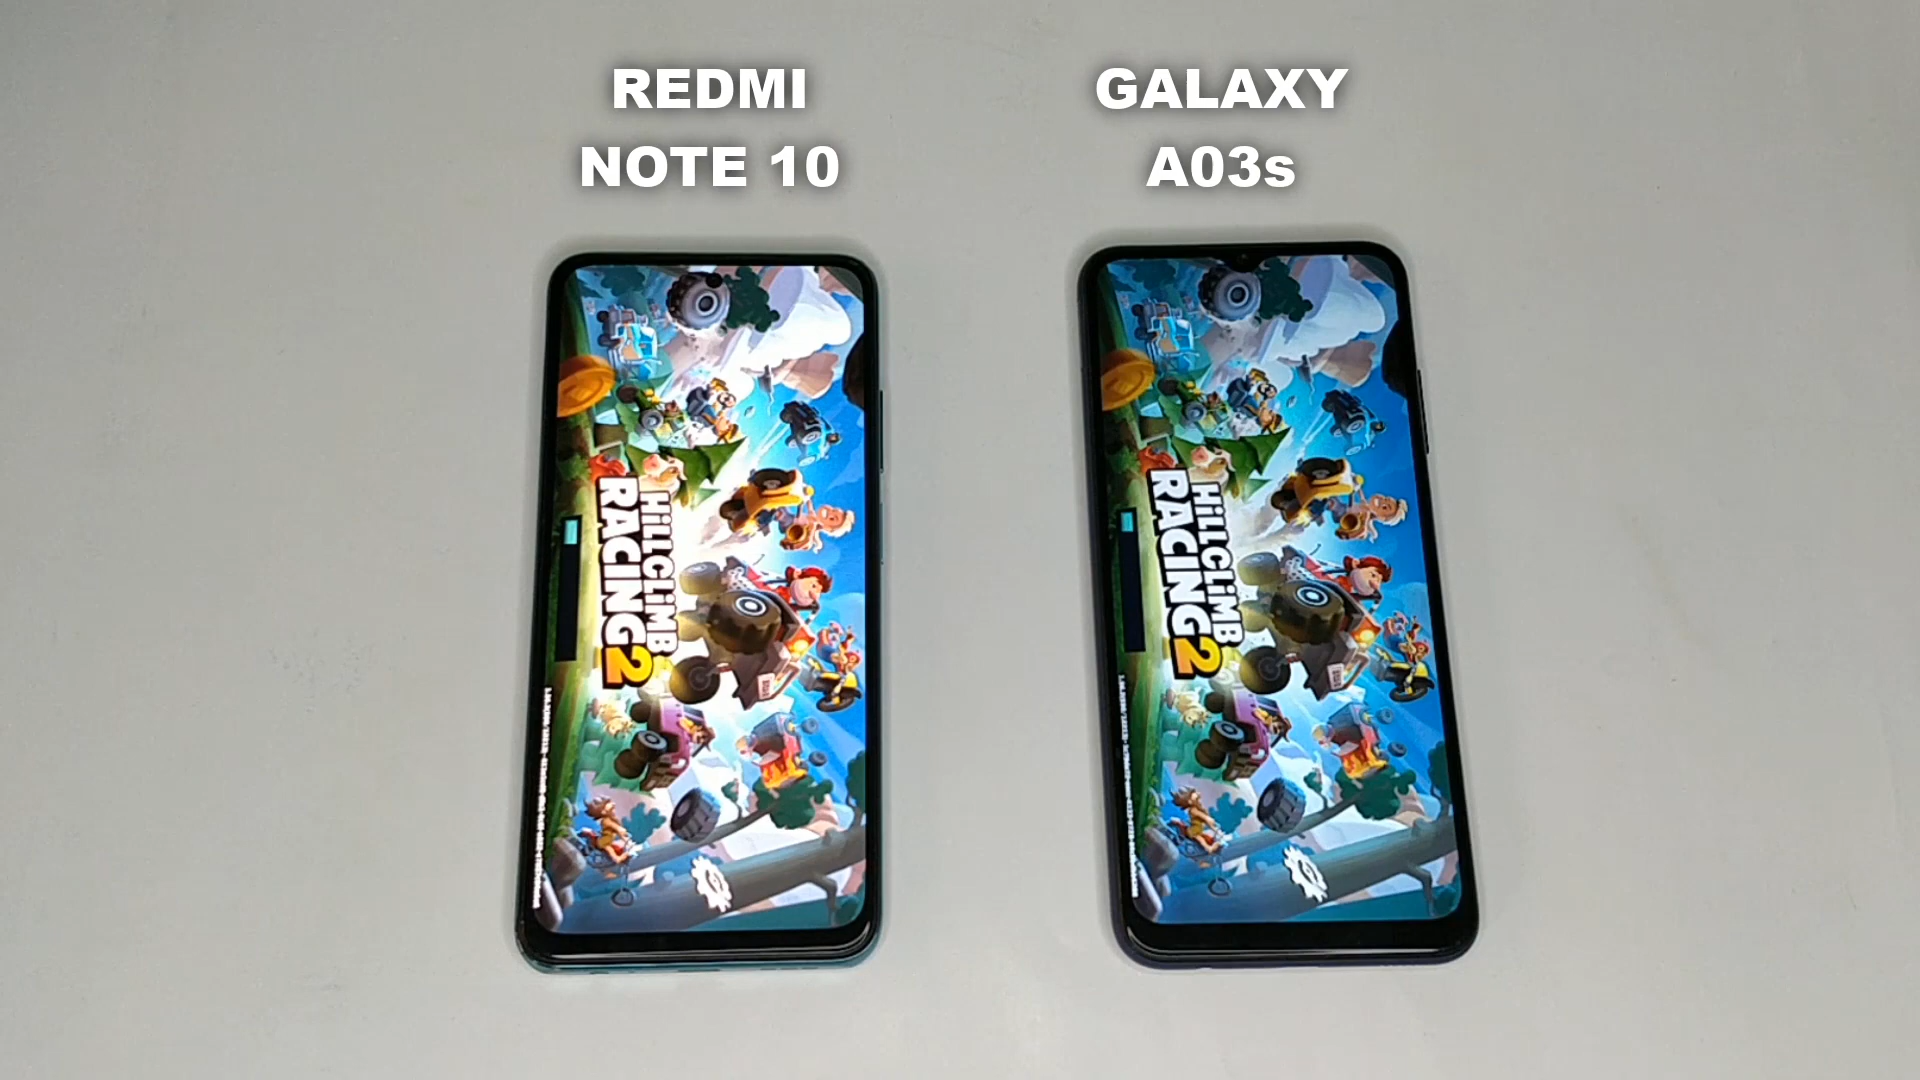 REDMI
NOTE 10
GALAXY
A03s
HILLCLIMB
RACING 2
HILLCLIMB
RACING 2